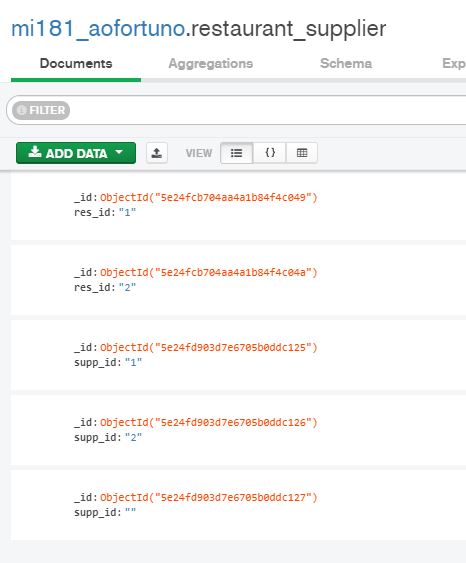 mi181_aofortuno.restaurant_supplier
Documents Aggregations Schema Exp
FILTER
ADD DATA VIEW {}
_id: ObjectId("5e24fcb704aa4a1b84f4c049")
res_id: "1"
_id: ObjectId("5e24fcb704aa4a1b84f4c04a")
res_id: "2"
_id: ObjectId("5e24fd903d7e6705b0ddc125")
supp_id: "1"
_id: ObjectId("5e24fd903d7e6705b0ddc126")
supp_id: "2"
_id: ObjectId("5e24fd903d7e6705b0ddc127")
supp_id: ""